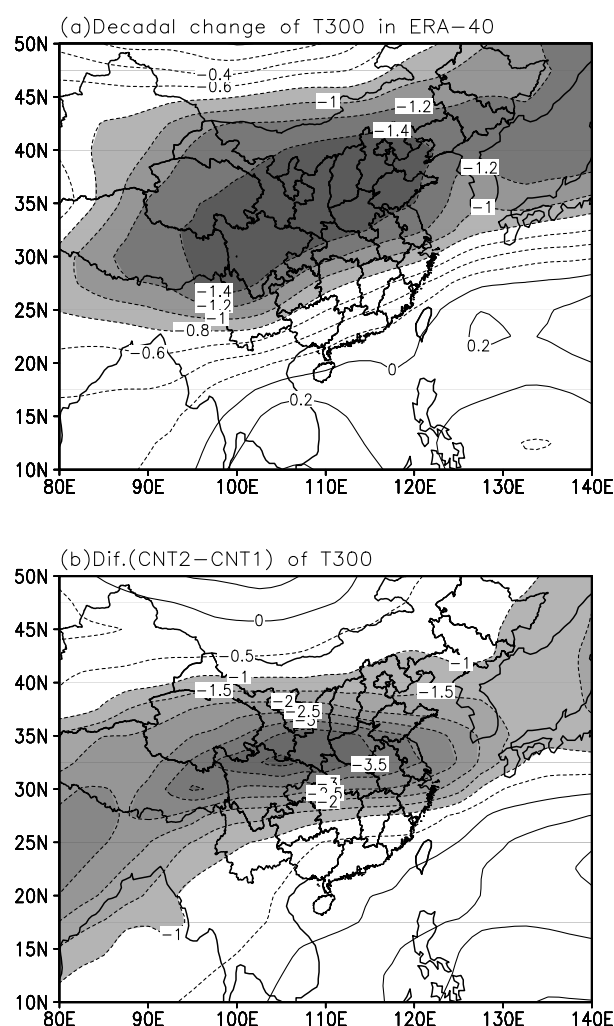 (a)Decadal change of T300 in ERA−40
50N
−0.4
0.6
45N
−1
−1.2
−1.4
40N
−1.2
35N
−1
30N
−1.4
−1.2
25N
−1
−0.8
−0.6
0.2
20N
0
0.2
15N
10N
80E 90E 100E 110E 120E 130E 140E
(b)Dif.(CNT2−CNT1) of T300
50N
0
45N
−0.5
−1
−1
40N
−1.5
−1.5
−2
−2.5
−3
35N
−3.5
30N
−3
−2.5
−2
25N
20N
−1
15N
10N
80E 90E 100E 110E 120E 130E 140E